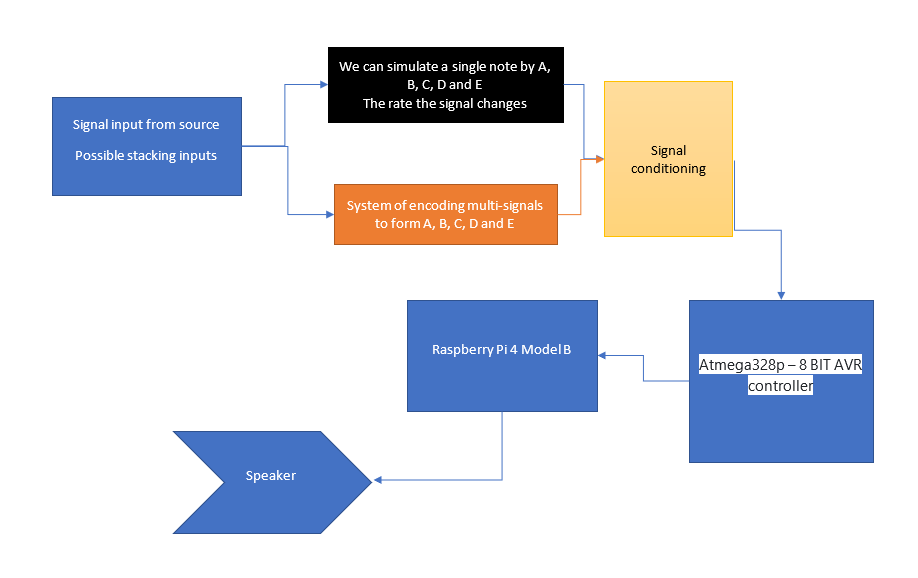 We can simulate a single note by A,
B, C, D and E
The rate the signal changes
Signal input from source
Possible stacking inputs
Signal
conditioning
System of encoding multi-signals
to form A, B, C, D and E
Raspberry Pi 4 Model B
Atmega328p – 8 BIT AVR
controller
Speaker